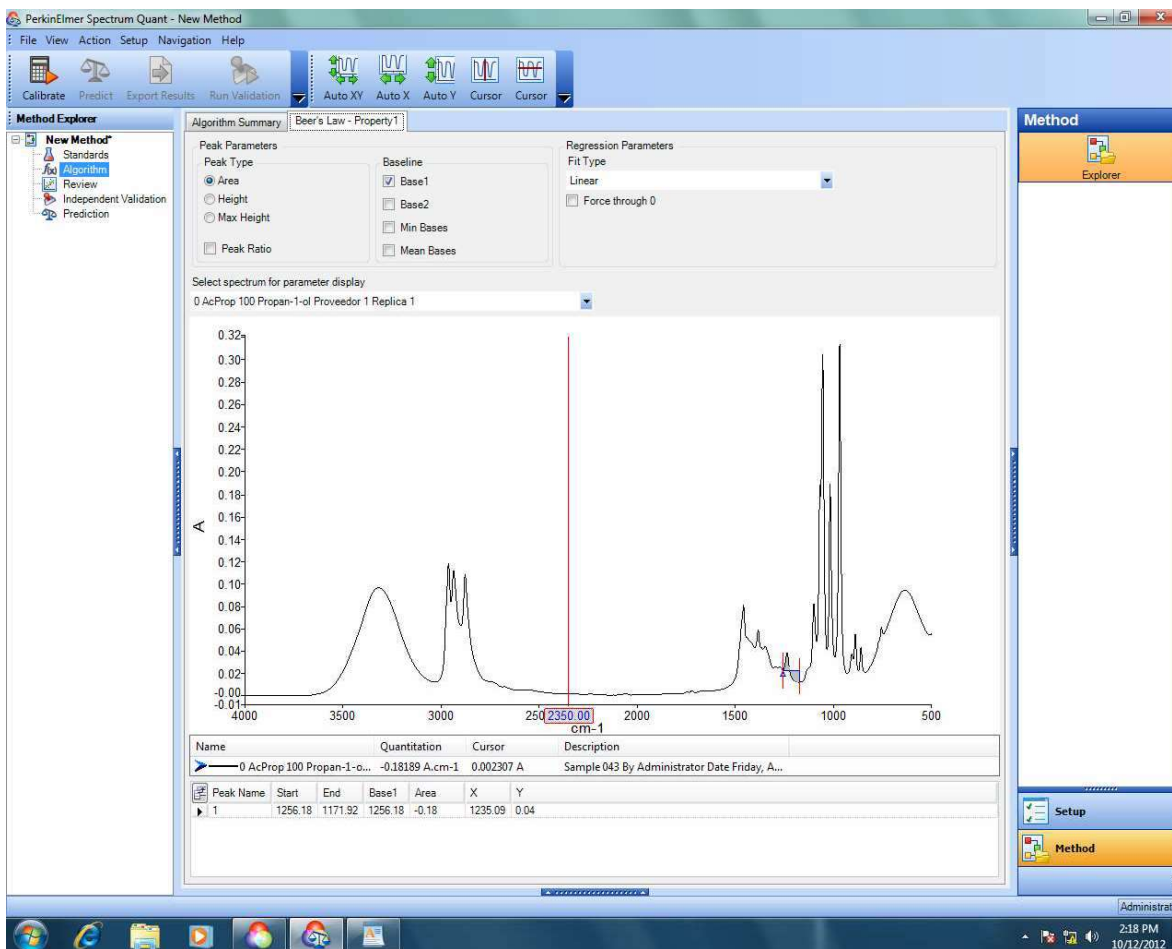 PerkinElmer Spectrum Quant - New Method
File View Action Setup Navigation Help
Calibrate Predict Export Results Run Validation Auto XY Auto X Auto Y Cursor Cursor
Method Explorer
New Method*
Standards
f(x) Algorithm
Review
Independent Validation
Prediction
Algorithm Summary Beer's Law - Property1
Peak Parameters
Peak Type
Area
Height
Max Height
Peak Ratio
Baseline
Base1
Base2
Min Bases
Mean Bases
Regression Parameters
Fit Type
Linear
Force through 0
Select spectrum for parameter display
0 AcProp 100 Propan-1-ol Proveedor 1 Replica 1
0.32
0.30
0.28
0.26
0.24
0.22
0.20
0.18
0.16
0.14
0.12
0.10
0.08
0.06
0.04
0.02
-0.00
-0.01
A
4000 3500 3000 250 2350.00 2000 1500 1000 500
cm-1
Name Quantitation Cursor Description
0 AcProp 100 Propan-1-o... -0.18189 A.cm-1 0.002307 A Sample 043 By Administrator Date Friday, A...
Peak Name Start End Base1 Area X Y
1 1256.18 1171.92 1256.18 -0.18 1235.09 0.04
Method
Explorer
Setup
Method
Administrat
2:18 PM
10/12/2012